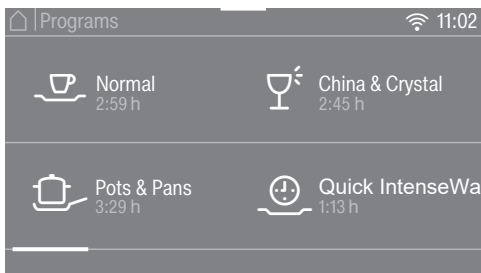 Programs 11:02
Normal China & Crystal
2:59 h 2:45 h
Pots & Pans Quick IntenseWa
3:29 h 1:13 h